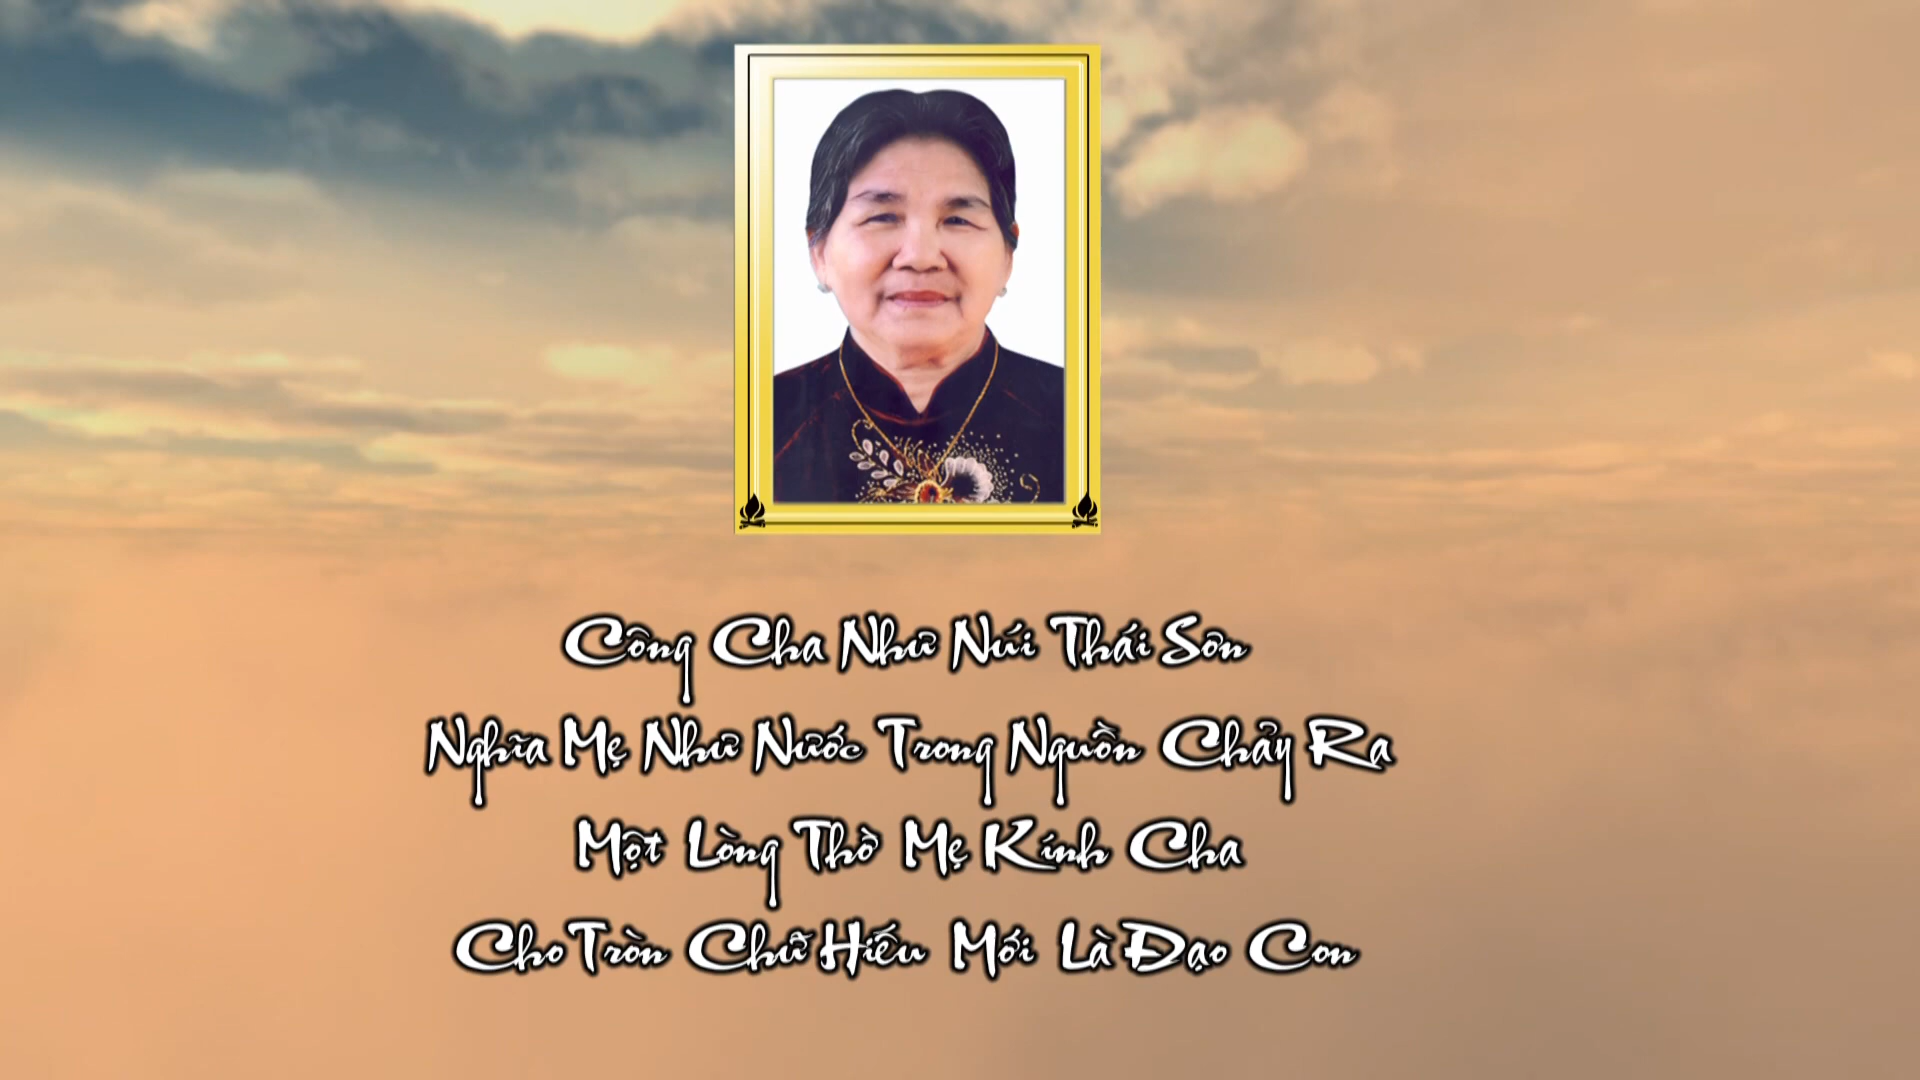 Công Cha Như Núi Thái Sơn
Nghĩa Mẹ Như Nước Trong Nguồn Chảy Ra
Một Lòng Thờ Mẹ Kính Cha
Cho Tròn Chữ Hiếu Mới Là Đạo Con